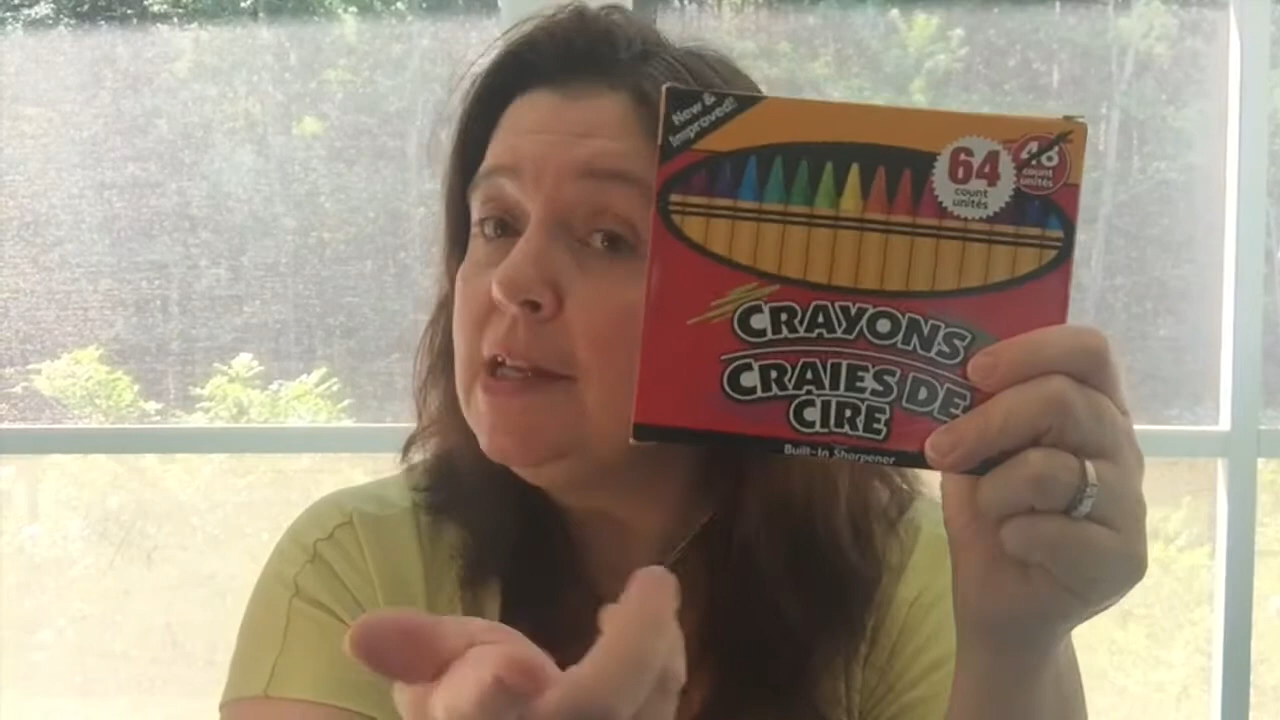 New &
Improved!
64
count
unités
48
count
unités
CRAYONS
CRAIES DE
CIRE
Built-In Sharpener